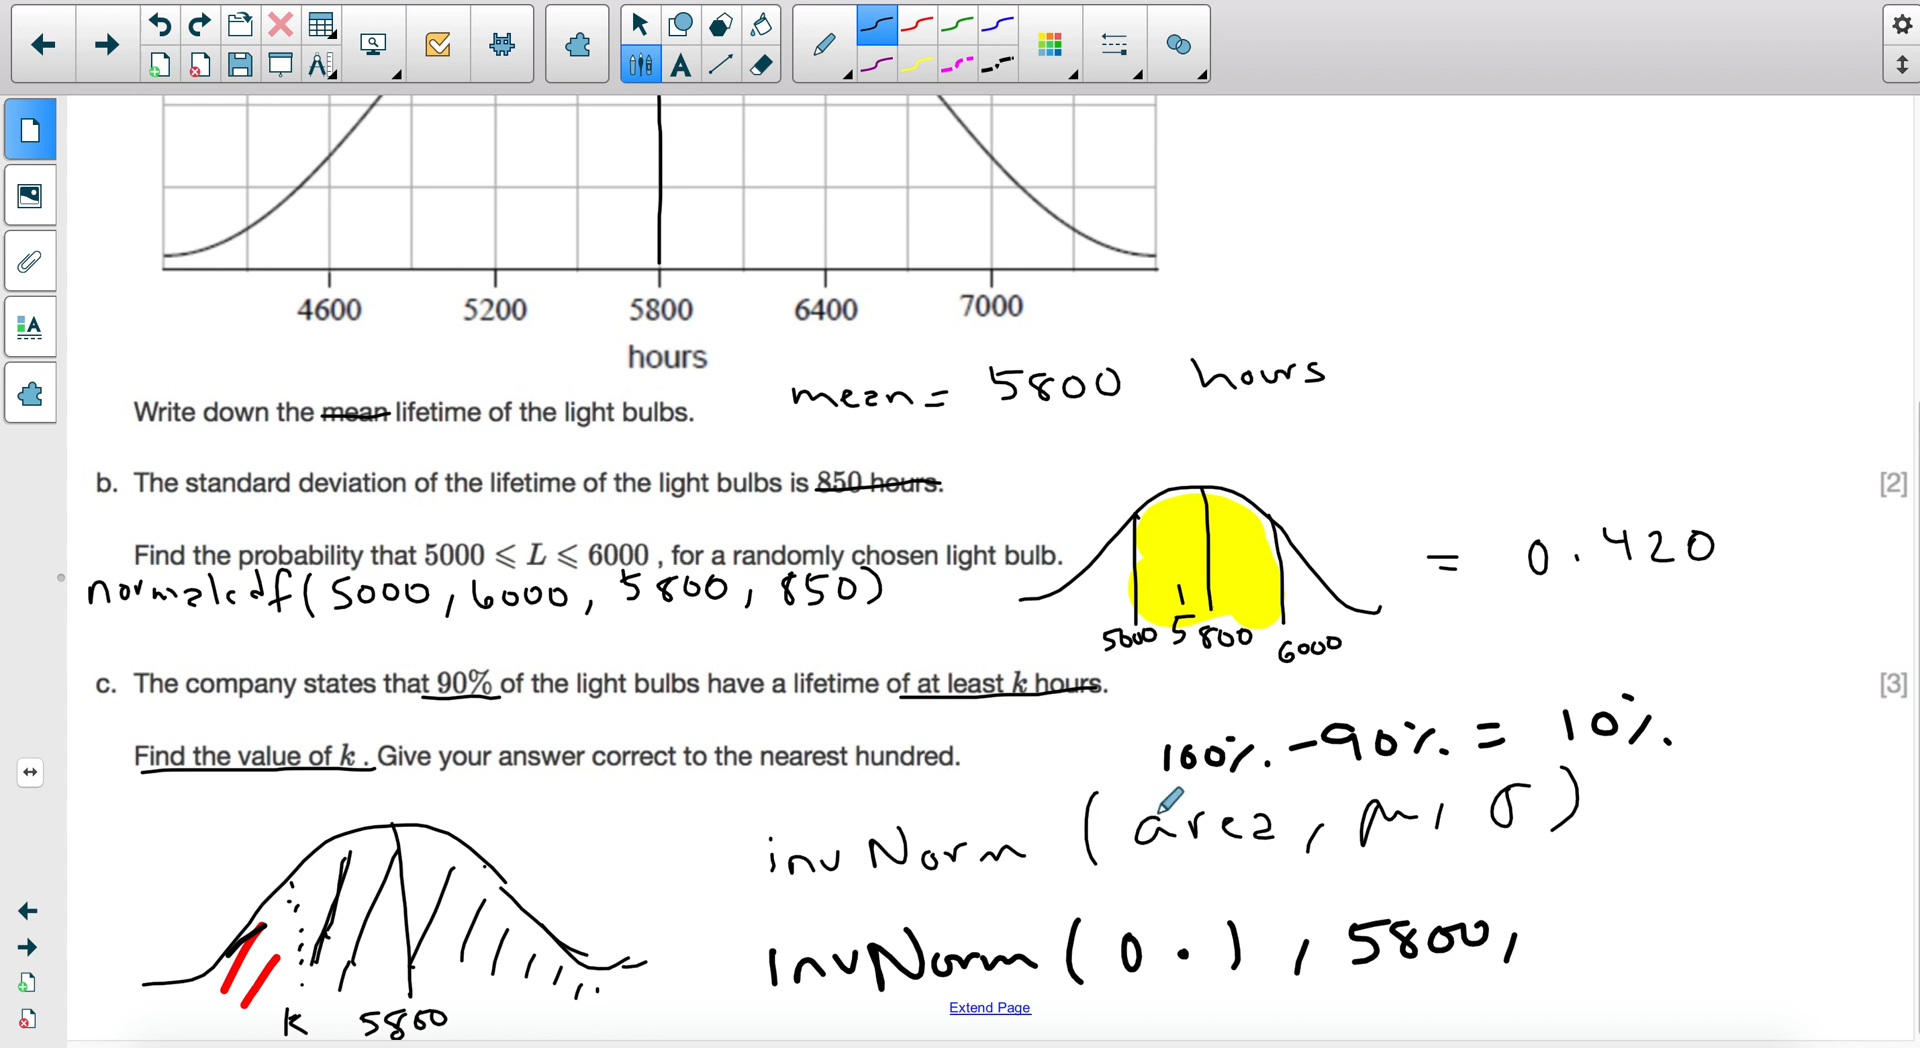 4600 5200 5800 6400 7000
hours
mean = 5800 hours
Write down the mean lifetime of the light bulbs.
b. The standard deviation of the lifetime of the light bulbs is 850 hours. [2]
Find the probability that 5000 ⩽ L ⩽ 6000 , for a randomly chosen light bulb.
= 0.420
normalcdf(5000, 6000, 5800, 850)
5000 5800 6000
c. The company states that 90% of the light bulbs have a lifetime of at least k hours. [3]
100% - 90% = 10%.
Find the value of k . Give your answer correct to the nearest hundred.
invNorm (area, μ, σ)
invNorm (0.1, 5800,
Extend Page
k 5800